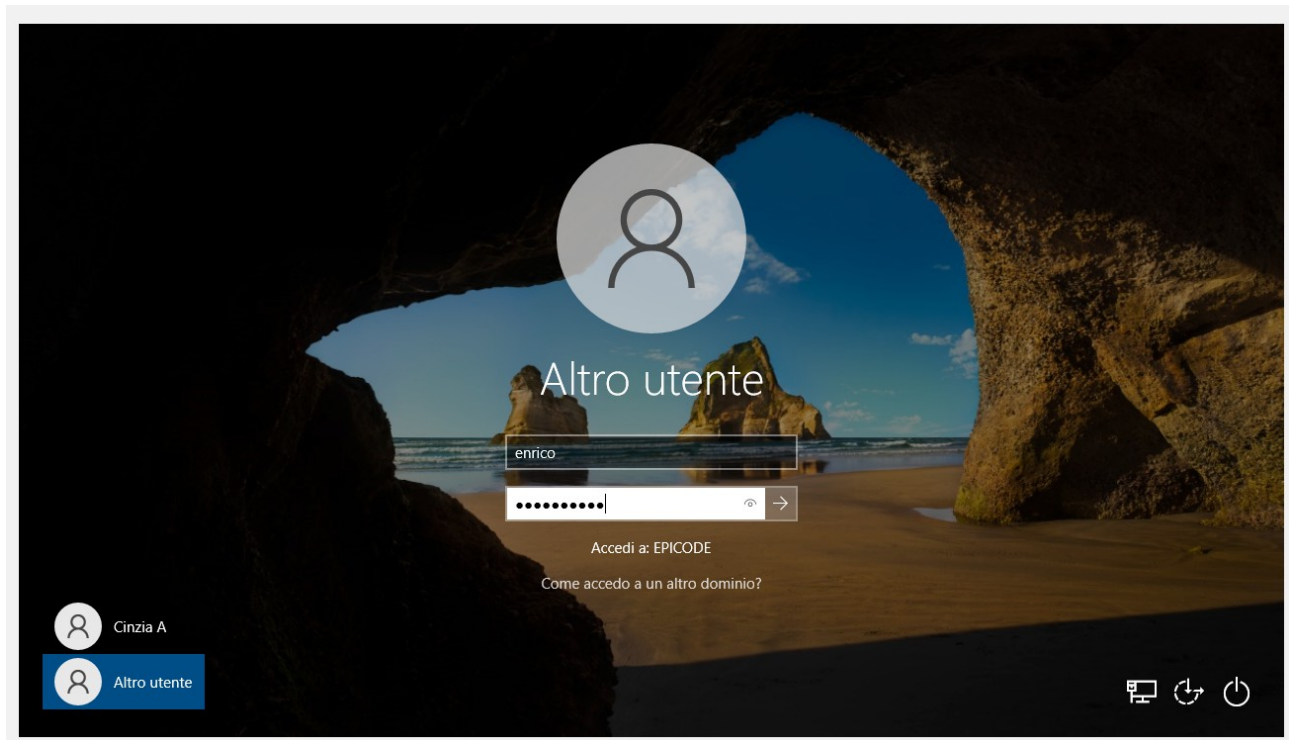 Altro utente
enrico
Accedi a: EPICODE
Come accedo a un altro dominio?
Cinzia A
Altro utente